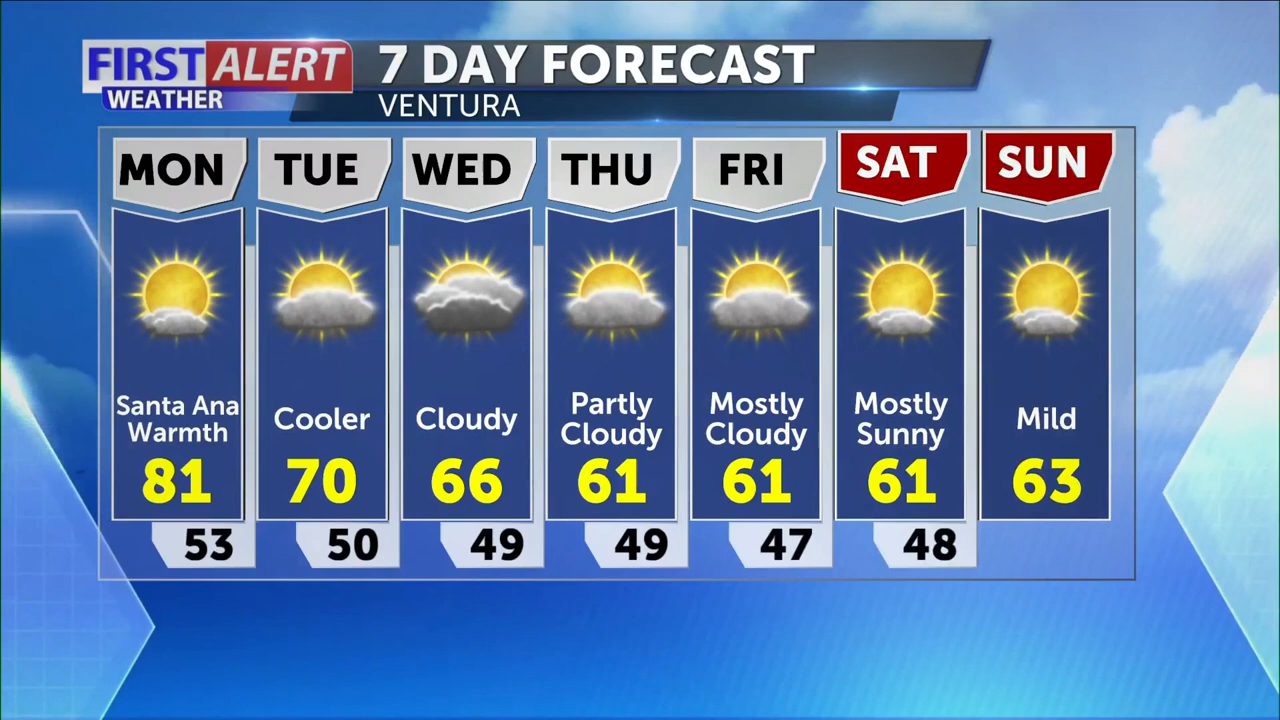 FIRST ALERT
WEATHER
7 DAY FORECAST
VENTURA
MON
TUE
WED
THU
FRI
SAT
SUN
Santa Ana
Warmth
Cooler
Cloudy
Partly
Cloudy
Mostly
Cloudy
Mostly
Sunny
Mild
81
70
66
61
61
61
63
53
50
49
49
47
48